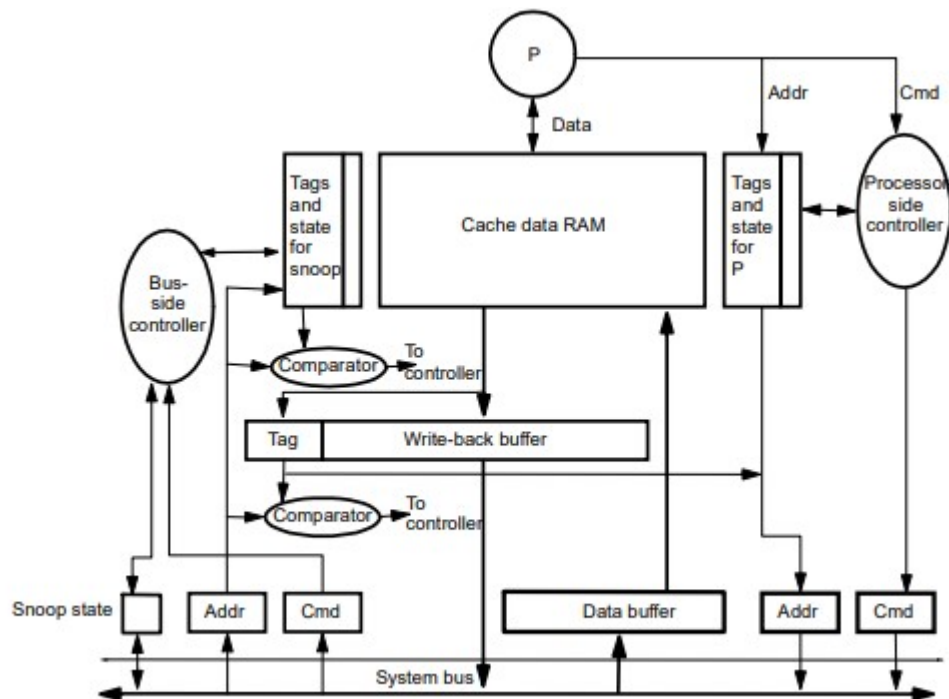 P
Addr
Cmd
Data
Tags
and
state
for
snoop
Cache data RAM
Tags
and
state for
P
Processor
side
controller
Bus-
side
controller
Comparator
To
controller
Tag
Write-back buffer
Comparator
To
controller
Snoop state
Addr
Cmd
Data buffer
Addr
Cmd
System bus